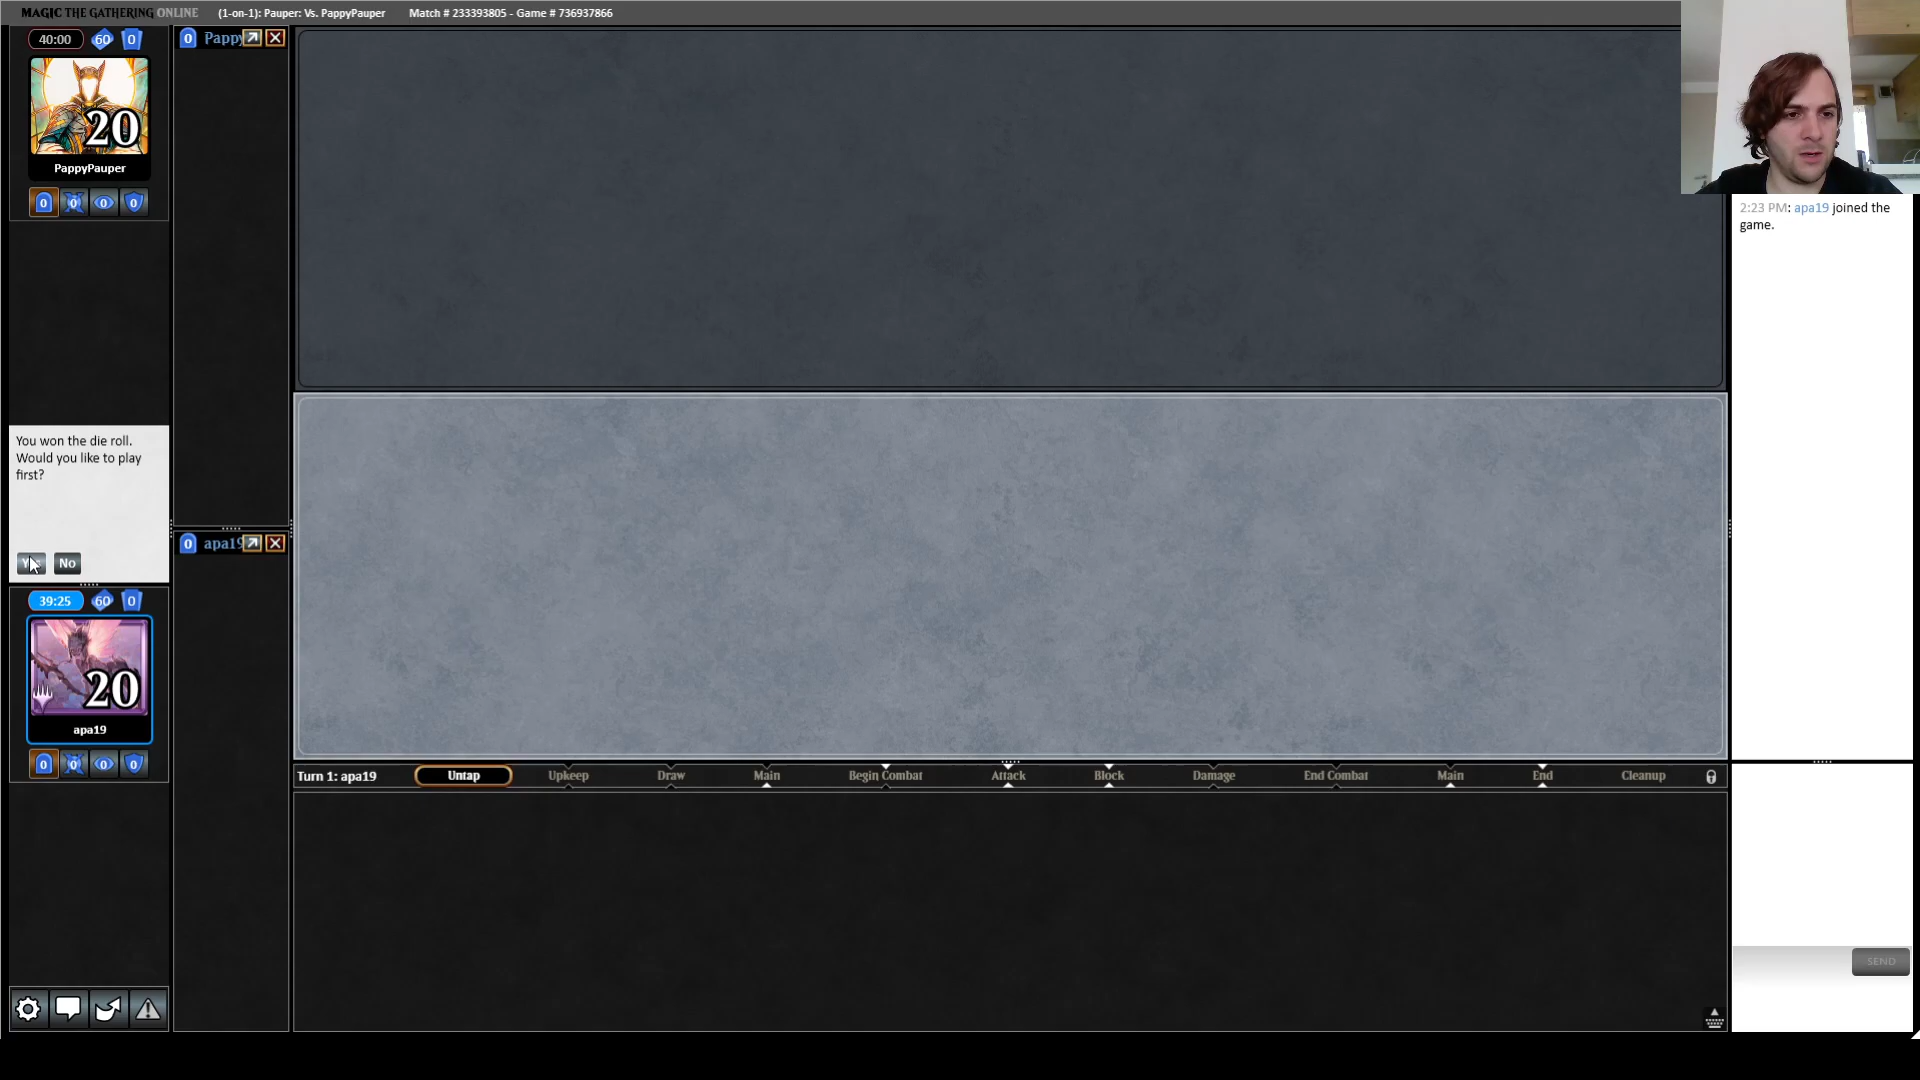 MAGIC THE GATHERING ONLINE (1-on-1): Pauper: Vs. PappyPauper Match # 233393805 - Game # 736937866
40:00 60 0
20
PappyPauper
0 0 0 0
0 Pappy
You won the die roll.
Would you like to play
first?
No
39:25 60 0
20
apa19
0 0 0 0
0 apa19
Turn 1: apa19 Untap Upkeep Draw Main Begin Combat Attack Block Damage End Combat Main End Cleanup
2:23 PM: apa19 joined the
game.
SEND